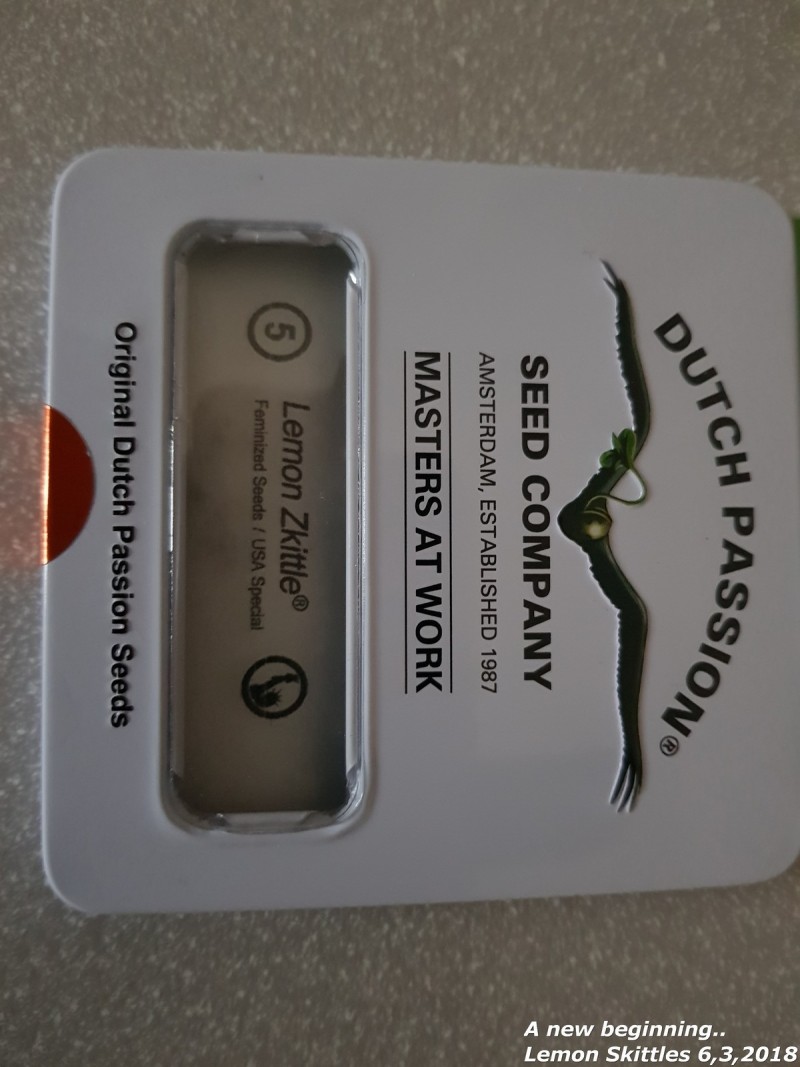 DUTCH PASSION®
SEED COMPANY
AMSTERDAM, ESTABLISHED 1987
MASTERS AT WORK
5
Lemon Zkittle®
Feminized Seeds / USA Special
Original Dutch Passion Seeds
A new beginning..
Lemon Skittles 6,3,2018